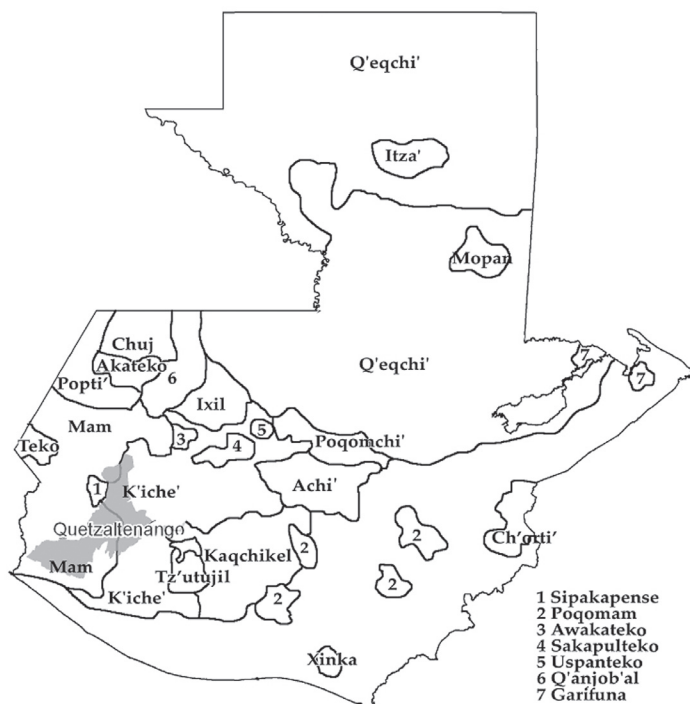 Q'eqchi'
Itza'
Mopan
Chuj
Akateko
Popti'
6
7
7
Q'eqchi'
Ixil
Mam
Teko
3
4
5
Poqomchi'
1
K'iche'
Achi'
Quetzaltenango
Mam
Kaqchikel
2
2
Ch'orti'
Tz'utujil
K'iche'
2
2
Xinka
1 Sipakapense
2 Poqomam
3 Awakateko
4 Sakapulteko
5 Uspanteko
6 Q'anjob'al
7 Garifuna